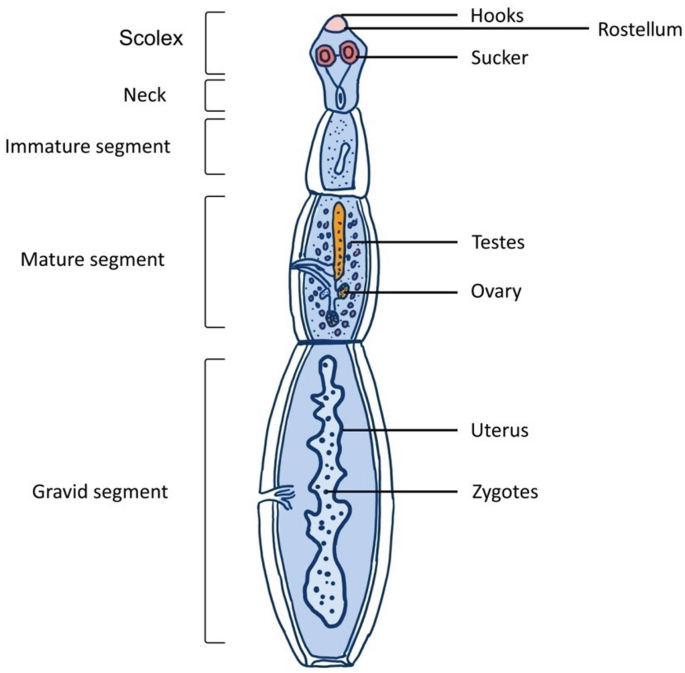 Hooks
Rostellum
Scolex
Sucker
Neck
Immature segment
Testes
Mature segment
Ovary
Uterus
Gravid segment
Zygotes